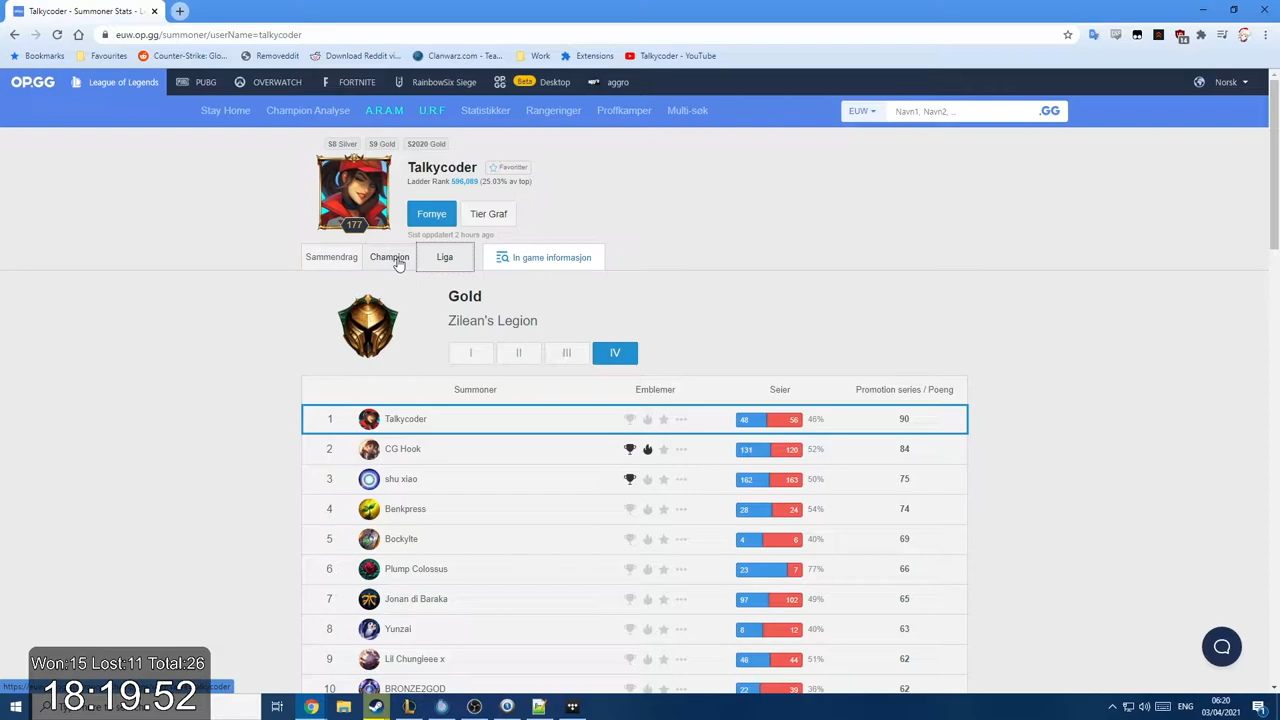 Talkycoder - Summoner Stats - L
euw.op.gg/summoner/userName=talkycoder
14
Bookmarks Favourites Counter-Strike: Glo... Removeddit Download Reddit vi... Clanwarz.com - Tea... Work Extensions Talkycoder - YouTube
OP.GG League of Legends PUBG OVERWATCH FORTNITE RainbowSix Siege Beta Desktop aggro Norsk
Stay Home Champion Analyse A.R.A.M U.R.F Statistikker Rangeringer Proffkamper Multi-søk EUW Navn1, Navn2, ... .GG
S8 Silver S9 Gold S2020 Gold
Talkycoder Favoritter
Ladder Rank 596,089 (25.03% av top)
177
Fornye Tier Graf
Sist oppdatert 2 hours ago
Sammendrag Champion Liga In game informasjon
Gold
Zilean's Legion
I II III IV
Summoner Emblemer Seier Promotion series / Poeng
1 Talkycoder 48 56 46% 90
2 CG Hook 131 120 52% 84
3 shu xiao 162 163 50% 75
4 Benkpress 28 24 54% 74
5 Bockylte 4 6 40% 69
6 Plump Colossus 23 7 77% 66
7 Jonan di Baraka 97 102 49% 65
8 Yunzai 8 12 40% 63
9 Lil Chungieee x 46 44 51% 62
10 BRONZE2GOD 22 39 36% 62
Won:15 Lost:11 Total:26
18:19:52
ENG
06:20
03/04/2021
1